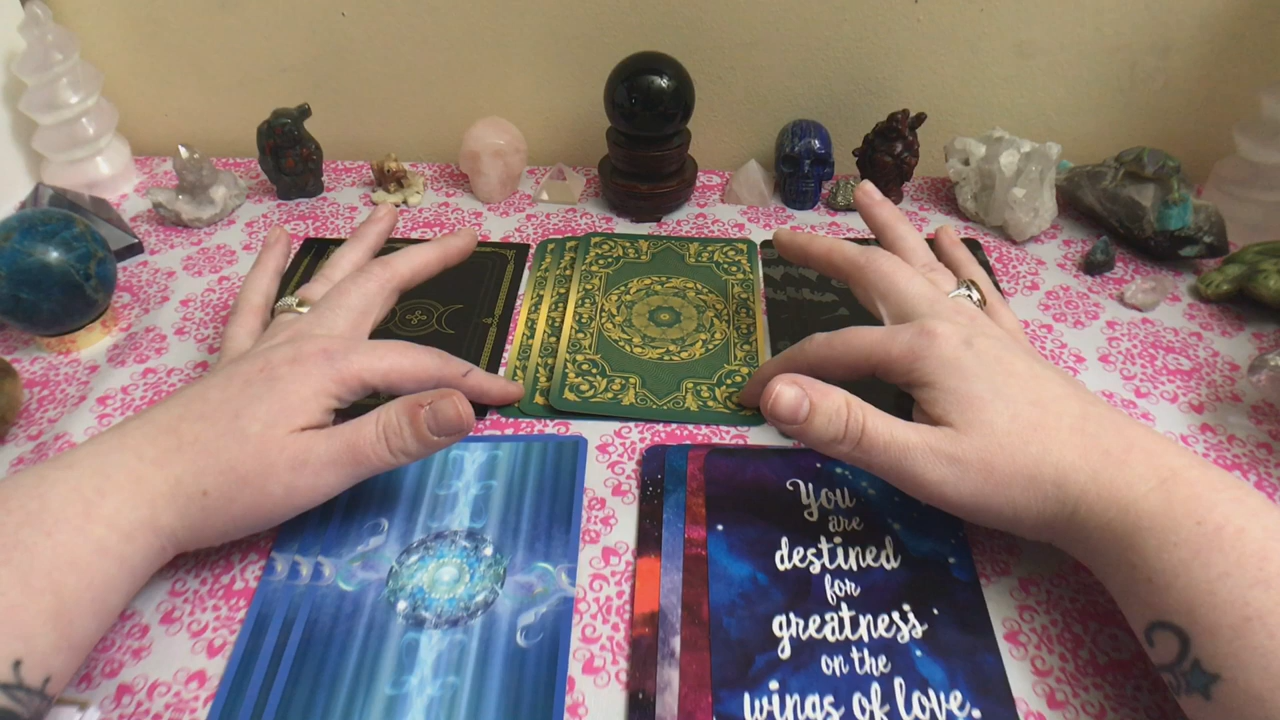 You
are
destined
for
greatness
on the
wings of love.